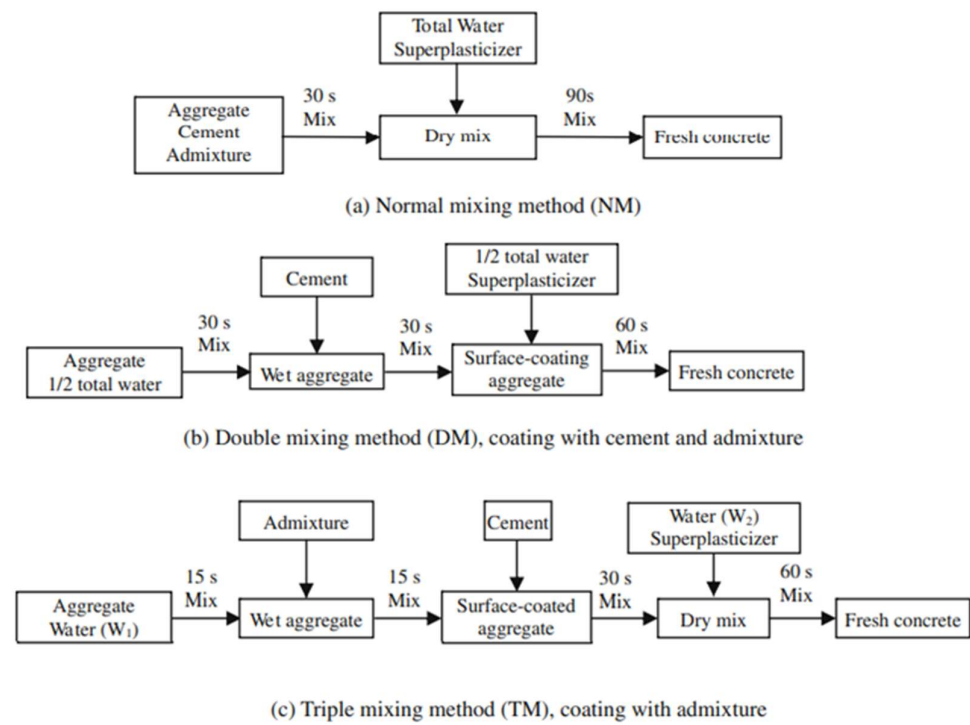 Total Water
Superplasticizer
30 s
Mix
90s
Mix
Aggregate
Cement
Admixture
Dry mix
Fresh concrete
(a) Normal mixing method (NM)
Cement
1/2 total water
Superplasticizer
30 s
Mix
30 s
Mix
60 s
Mix
Aggregate
1/2 total water
Wet aggregate
Surface-coating
aggregate
Fresh concrete
(b) Double mixing method (DM), coating with cement and admixture
Admixture
Cement
Water (W₂)
Superplasticizer
15 s
Mix
15 s
Mix
30 s
Mix
60 s
Mix
Aggregate
Water (W₁)
Wet aggregate
Surface-coated
aggregate
Dry mix
Fresh concrete
(c) Triple mixing method (TM), coating with admixture